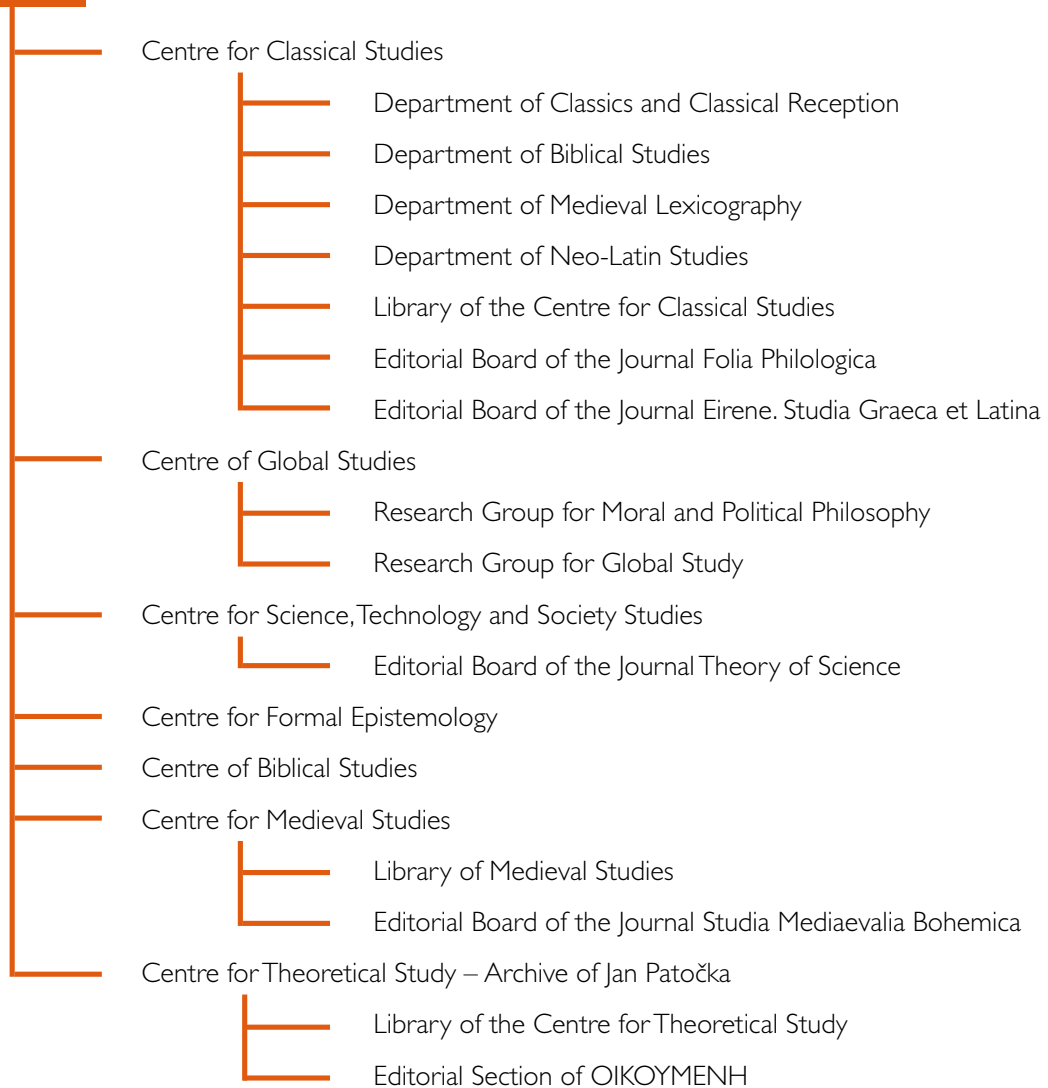 Centre for Classical Studies
Department of Classics and Classical Reception
Department of Biblical Studies
Department of Medieval Lexicography
Department of Neo-Latin Studies
Library of the Centre for Classical Studies
Editorial Board of the Journal Folia Philologica
Editorial Board of the Journal Eirene. Studia Graeca et Latina
Centre of Global Studies
Research Group for Moral and Political Philosophy
Research Group for Global Study
Centre for Science, Technology and Society Studies
Editorial Board of the Journal Theory of Science
Centre for Formal Epistemology
Centre of Biblical Studies
Centre for Medieval Studies
Library of Medieval Studies
Editorial Board of the Journal Studia Mediaevalia Bohemica
Centre for Theoretical Study – Archive of Jan Patočka
Library of the Centre for Theoretical Study
Editorial Section of OIKOYMENH